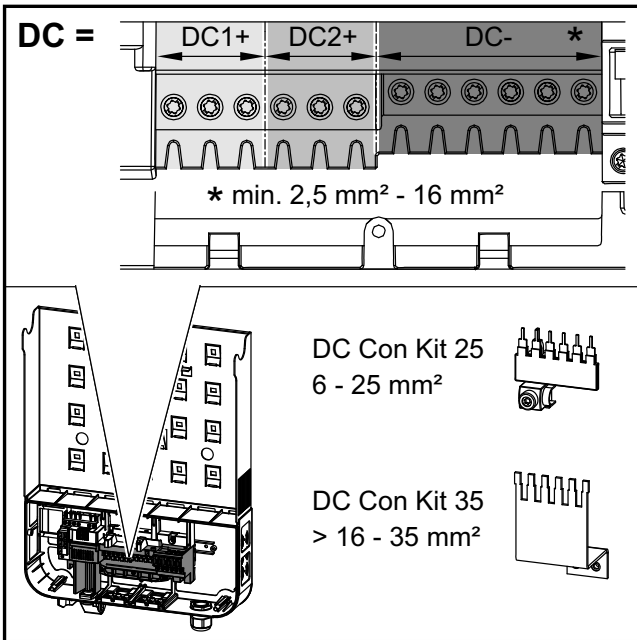 DC =
DC1+ DC2+ DC- *
* min. 2,5 mm² - 16 mm²
DC Con Kit 25
6 - 25 mm²
DC Con Kit 35
> 16 - 35 mm²